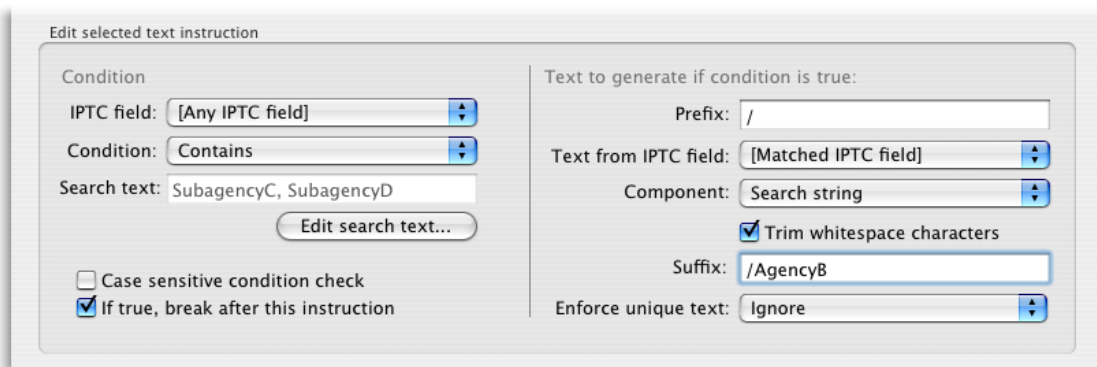 Edit selected text instruction
Condition
IPTC field: [Any IPTC field]
Condition: Contains
Search text: SubagencyC, SubagencyD
Edit search text...
Case sensitive condition check
If true, break after this instruction
Text to generate if condition is true:
Prefix: /
Text from IPTC field: [Matched IPTC field]
Component: Search string
Trim whitespace characters
Suffix: /AgencyB
Enforce unique text: Ignore